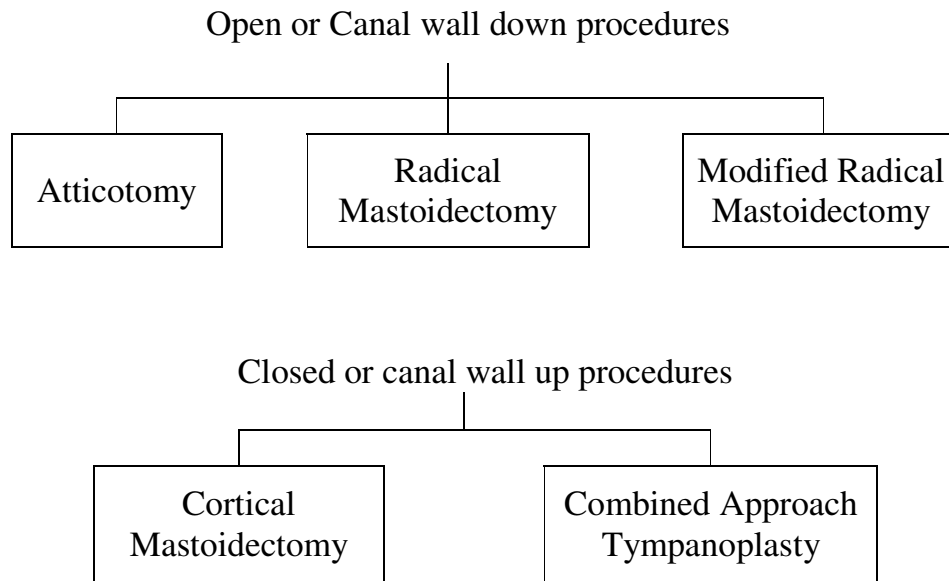 Open or Canal wall down procedures
Atticotomy
Radical
Mastoidectomy
Modified Radical
Mastoidectomy
Closed or canal wall up procedures
Cortical
Mastoidectomy
Combined Approach
Tympanoplasty